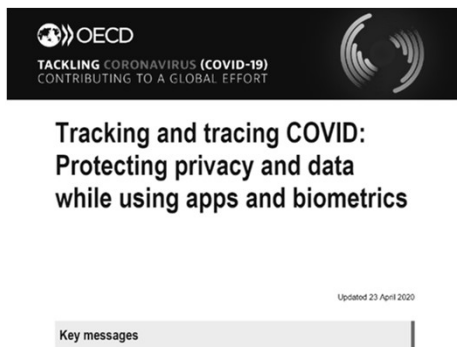 OECD
TACKLING CORONAVIRUS (COVID-19)
CONTRIBUTING TO A GLOBAL EFFORT
Tracking and tracing COVID:
Protecting privacy and data
while using apps and biometrics
Updated 23 April 2020
Key messages